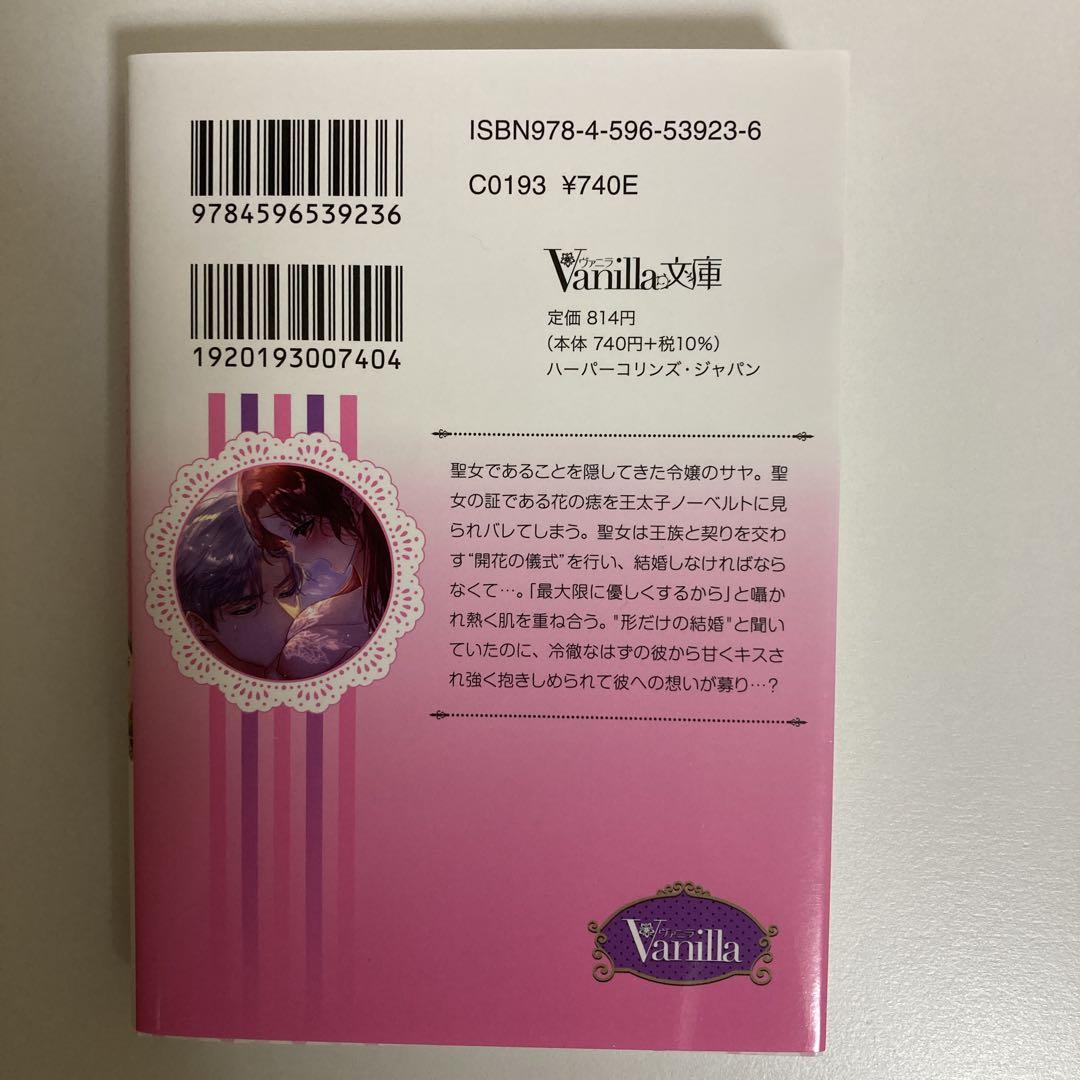 ISBN978-4-596-53923-6
C0193 ¥740E
9784596539236
1920193007404
ヴァニラ
Vanilla文庫
定価 814円
(本体 740円+税10%)
ハーパーコリンズ・ジャパン
聖女であることを隠してきた令嬢のサヤ。聖
女の証である花の痣を王太子ノーベルトに見
られバレてしまう。聖女は王族と契りを交わ
す“開花の儀式”を行い、結婚しなければなら
なくて…。「最大限に優しくするから」と囁か
れ熱く肌を重ね合う。"形だけの結婚"と聞い
ていたのに、冷徹なはずの彼から甘くキスさ
れ強く抱きしめられて彼への想いが募り…?
ヴァニラ
Vanilla